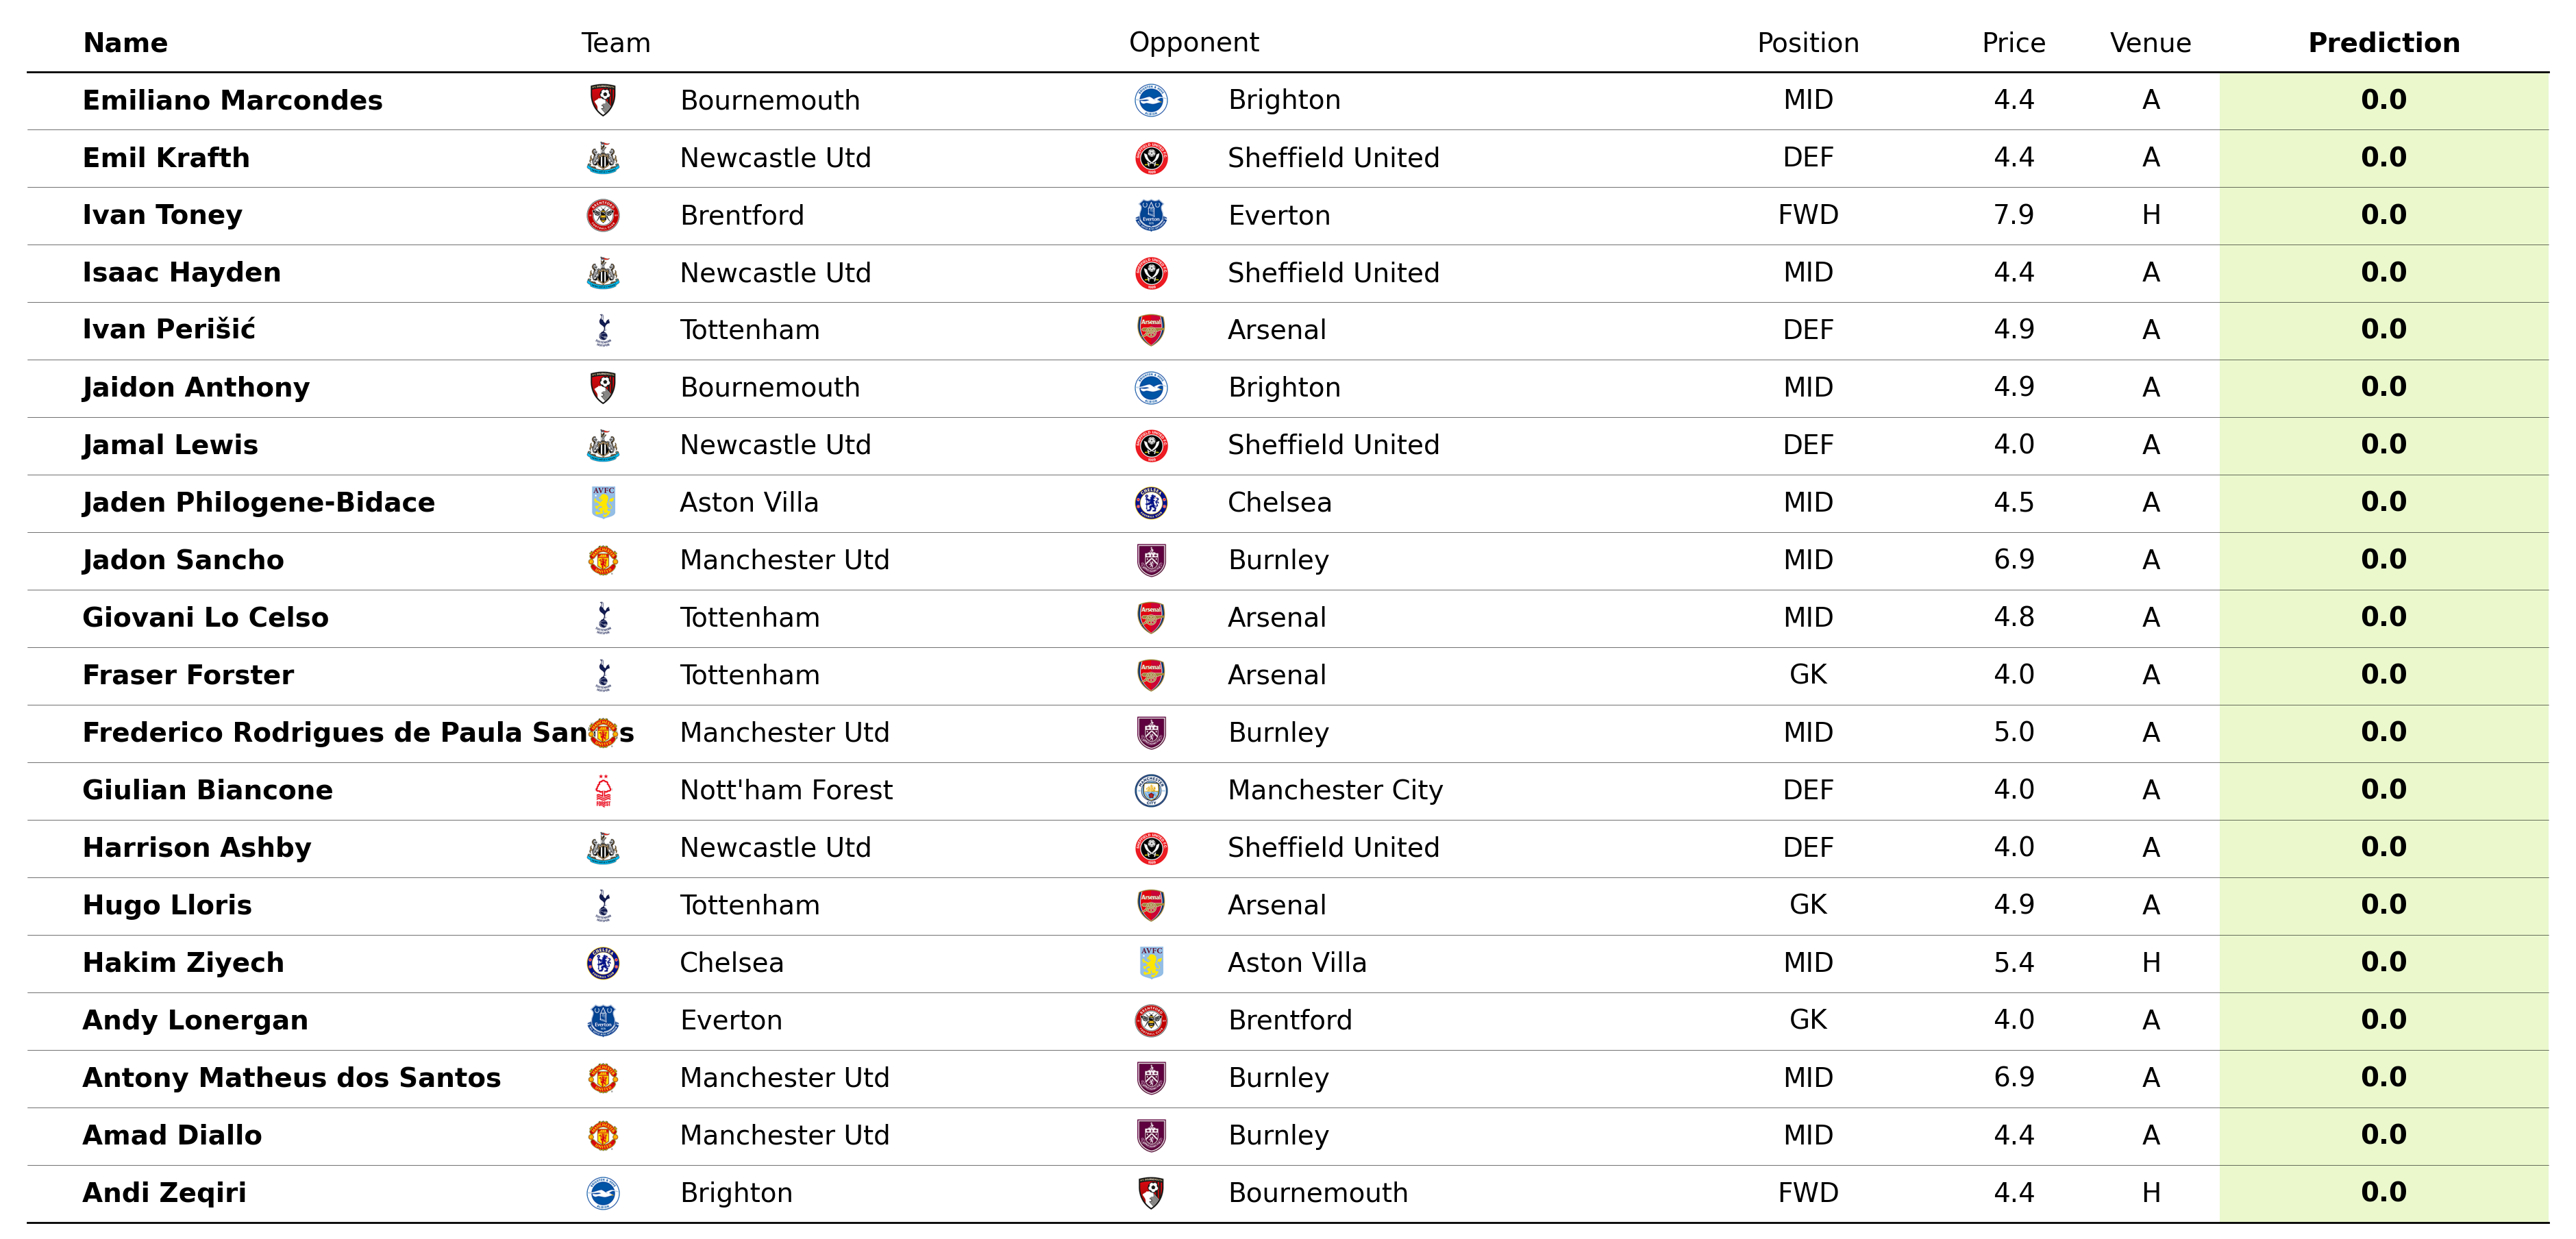 Name Team Opponent Position Price Venue Prediction
Emiliano Marcondes Bournemouth Brighton MID 4.4 A 0.0
Emil Krafth Newcastle Utd Sheffield United DEF 4.4 A 0.0
Ivan Toney Brentford Everton FWD 7.9 H 0.0
Isaac Hayden Newcastle Utd Sheffield United MID 4.4 A 0.0
Ivan Perišić Tottenham Arsenal DEF 4.9 A 0.0
Jaidon Anthony Bournemouth Brighton MID 4.9 A 0.0
Jamal Lewis Newcastle Utd Sheffield United DEF 4.0 A 0.0
Jaden Philogene-Bidace Aston Villa Chelsea MID 4.5 A 0.0
Jadon Sancho Manchester Utd Burnley MID 6.9 A 0.0
Giovani Lo Celso Tottenham Arsenal MID 4.8 A 0.0
Fraser Forster Tottenham Arsenal GK 4.0 A 0.0
Frederico Rodrigues de Paula Santos Manchester Utd Burnley MID 5.0 A 0.0
Giulian Biancone Nott'ham Forest Manchester City DEF 4.0 A 0.0
Harrison Ashby Newcastle Utd Sheffield United DEF 4.0 A 0.0
Hugo Lloris Tottenham Arsenal GK 4.9 A 0.0
Hakim Ziyech Chelsea Aston Villa MID 5.4 H 0.0
Andy Lonergan Everton Brentford GK 4.0 A 0.0
Antony Matheus dos Santos Manchester Utd Burnley MID 6.9 A 0.0
Amad Diallo Manchester Utd Burnley MID 4.4 A 0.0
Andi Zeqiri Brighton Bournemouth FWD 4.4 H 0.0